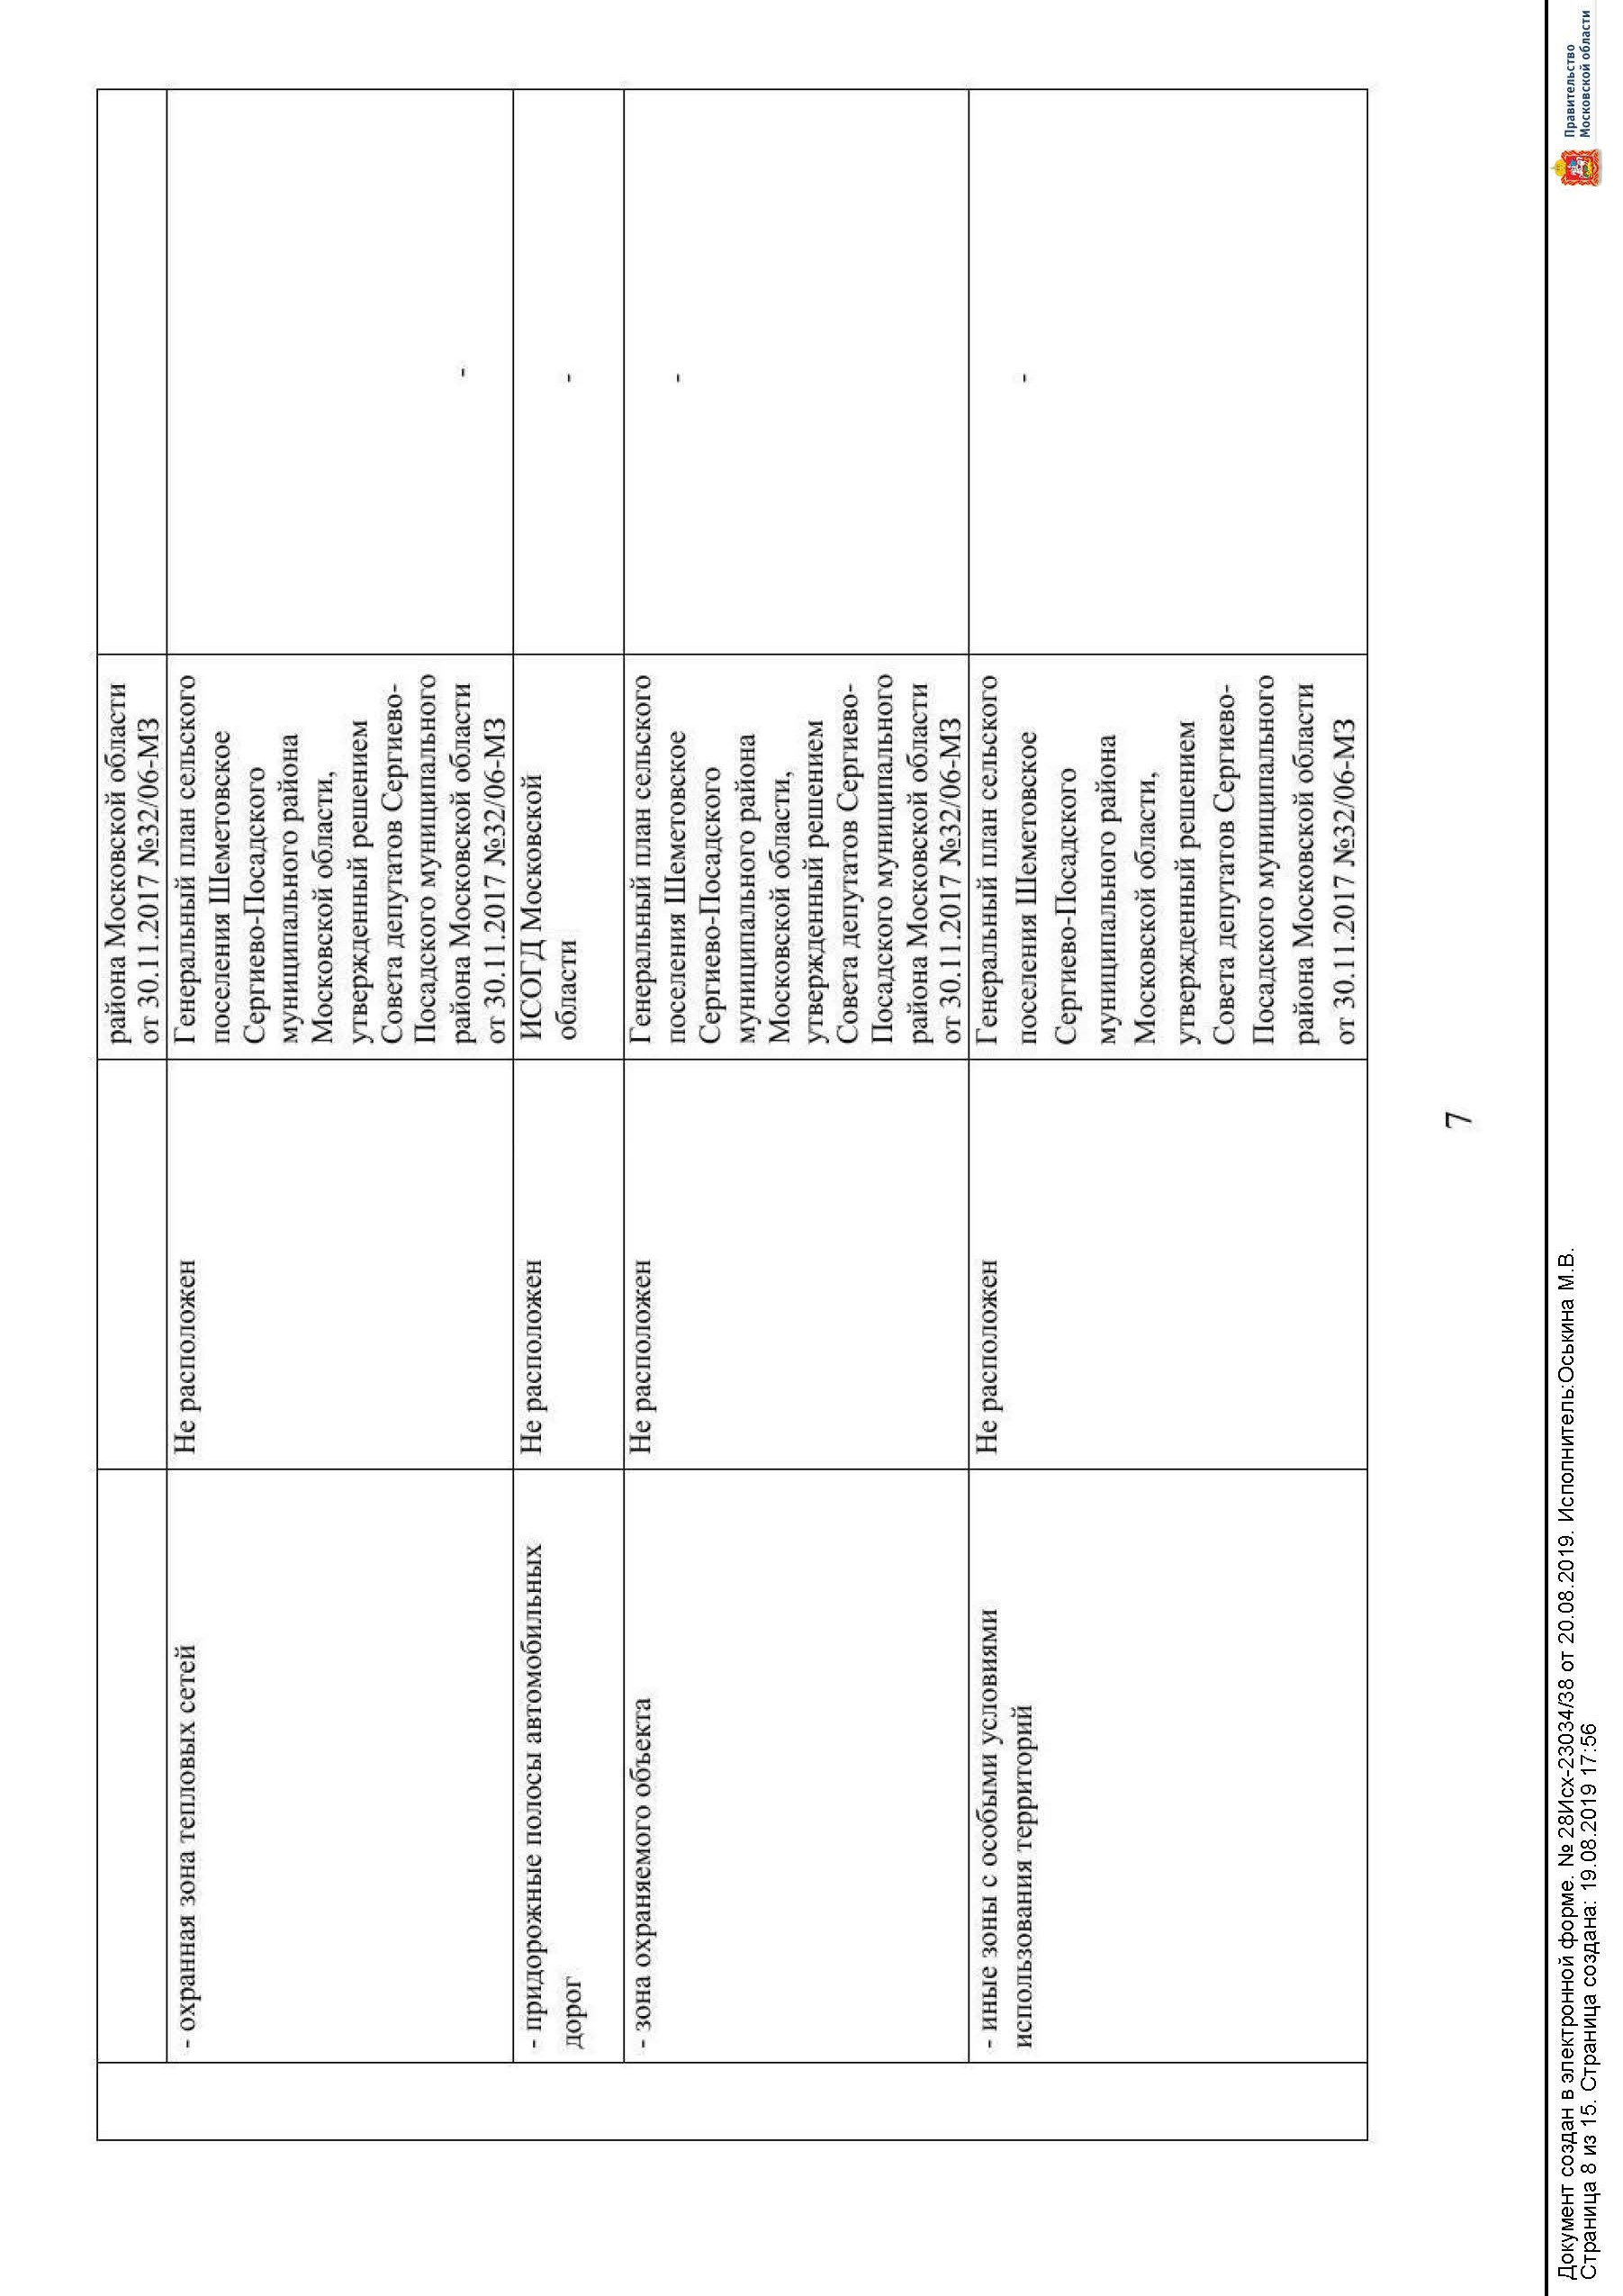 района Московской области
от 30.11.2017 №32/06-МЗ
- охранная зона тепловых сетей
Не расположен
Генеральный план сельского
поселения Шеметовское
Сергиево-Посадского
муниципального района
Московской области,
утвержденный решением
Совета депутатов Сергиево-
Посадского муниципального
района Московской области
от 30.11.2017 №32/06-МЗ
-
- придорожные полосы автомобильных
дорог
Не расположен
ИСОГД Московской
области
-
- зона охраняемого объекта
Не расположен
Генеральный план сельского
поселения Шеметовское
Сергиево-Посадского
муниципального района
Московской области,
утвержденный решением
Совета депутатов Сергиево-
Посадского муниципального
района Московской области
от 30.11.2017 №32/06-МЗ
-
- иные зоны с особыми условиями
использования территорий
Не расположен
Генеральный план сельского
поселения Шеметовское
Сергиево-Посадского
муниципального района
Московской области,
утвержденный решением
Совета депутатов Сергиево-
Посадского муниципального
района Московской области
от 30.11.2017 №32/06-МЗ
-
7
Документ создан в электронной форме. № 28Исх-23034/38 от 20.08.2019. Исполнитель:Оськина М.В.
Страница 8 из 15. Страница создана: 19.08.2019 17:56
Правительство
Московской области